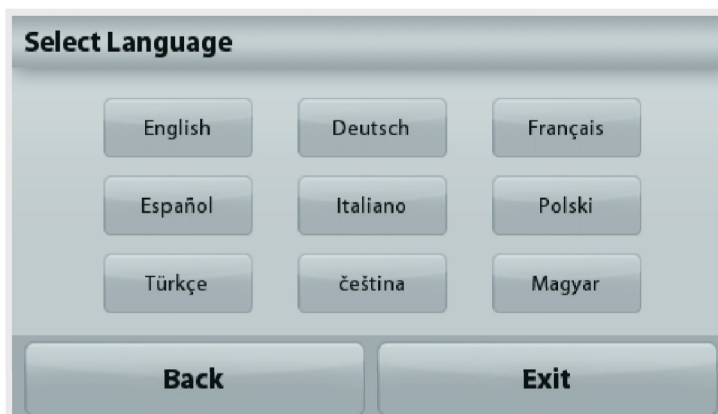 Select Language
English Deutsch Français
Español Italiano Polski
Türkçe čeština Magyar
Back Exit